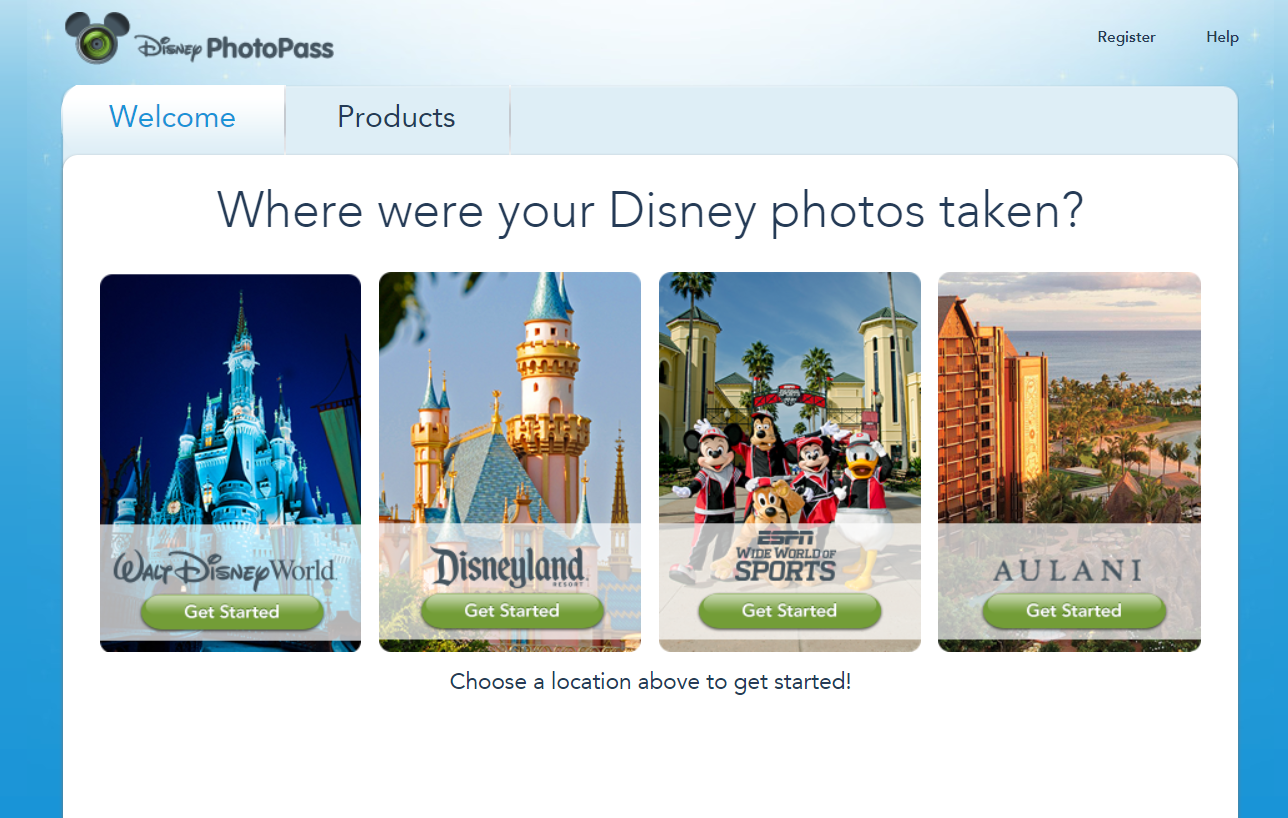 Disney PhotoPass
Register
Help
Welcome
Products
Where were your Disney photos taken?
Walt Disney World
Get Started
Disneyland
RESORT
Get Started
ESPN
WIDE WORLD OF
SPORTS
Get Started
AULANI
Get Started
Choose a location above to get started!